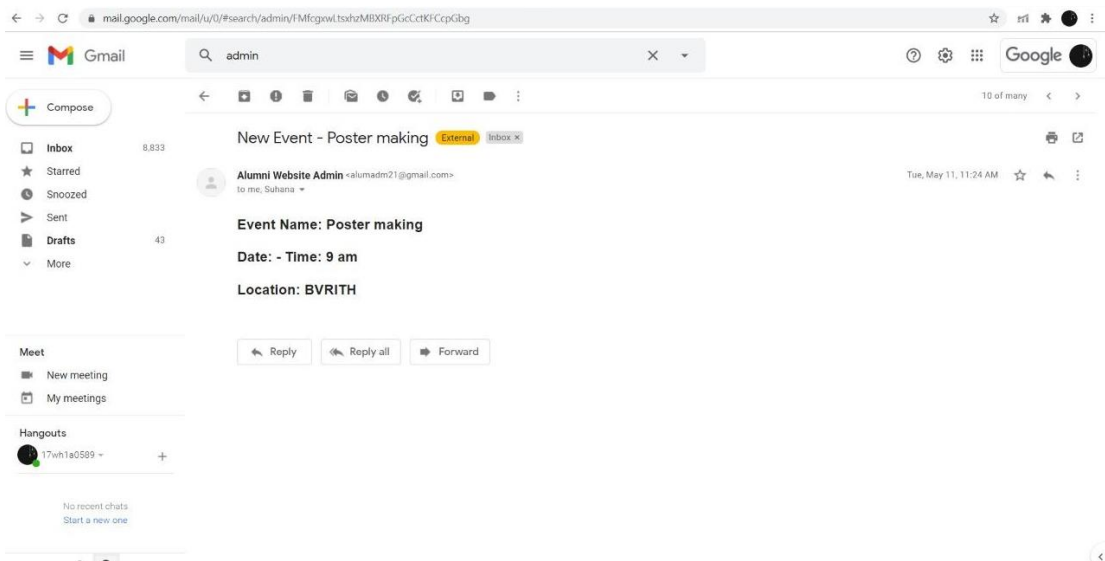 mail.google.com/mail/u/0/#search/admin/FMfcgxwLtsxhzMBXRFpGcCctKFCcpGbg
Gmail
admin
Google
Compose
10 of many
New Event - Poster making External Inbox ×
Inbox 8,833
Starred
Alumni Website Admin <alumadm21@gmail.com> Tue, May 11, 11:24 AM
to me, Suhana
Snoozed
Sent
Event Name: Poster making
Drafts 43
Date: - Time: 9 am
More
Location: BVRITH
Reply Reply all Forward
Meet
New meeting
My meetings
Hangouts
17wh1a0589
No recent chats
Start a new one